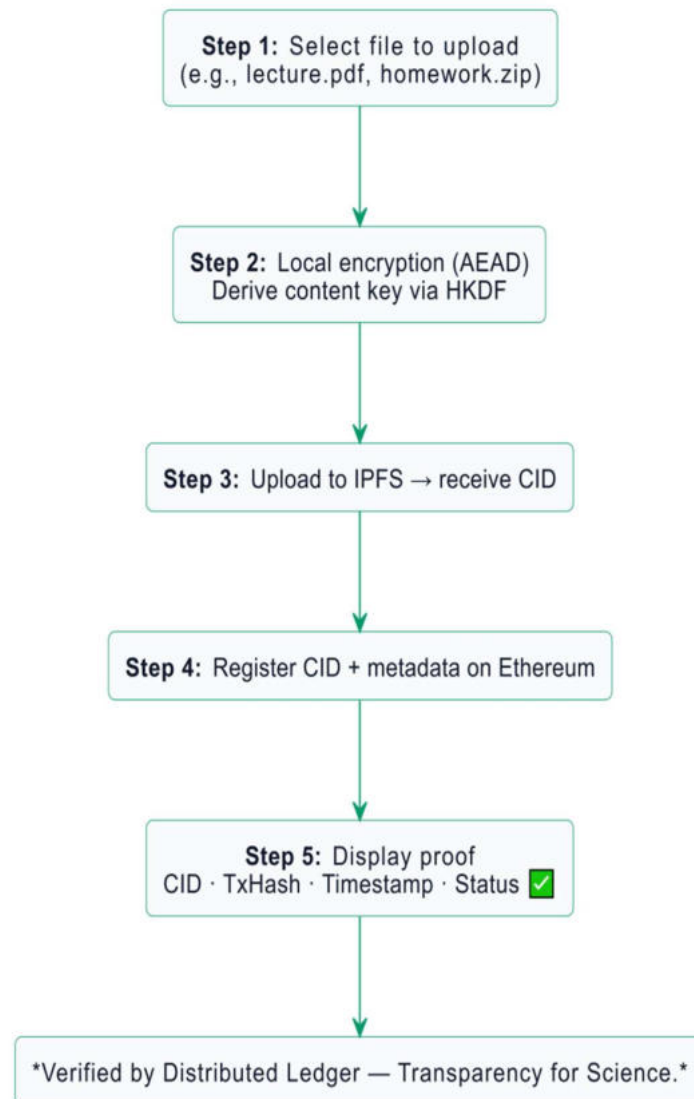 Step 1: Select file to upload
(e.g., lecture.pdf, homework.zip)
Step 2: Local encryption (AEAD)
Derive content key via HKDF
Step 3: Upload to IPFS → receive CID
Step 4: Register CID + metadata on Ethereum
Step 5: Display proof
CID · TxHash · Timestamp · Status ✅
*Verified by Distributed Ledger — Transparency for Science.*